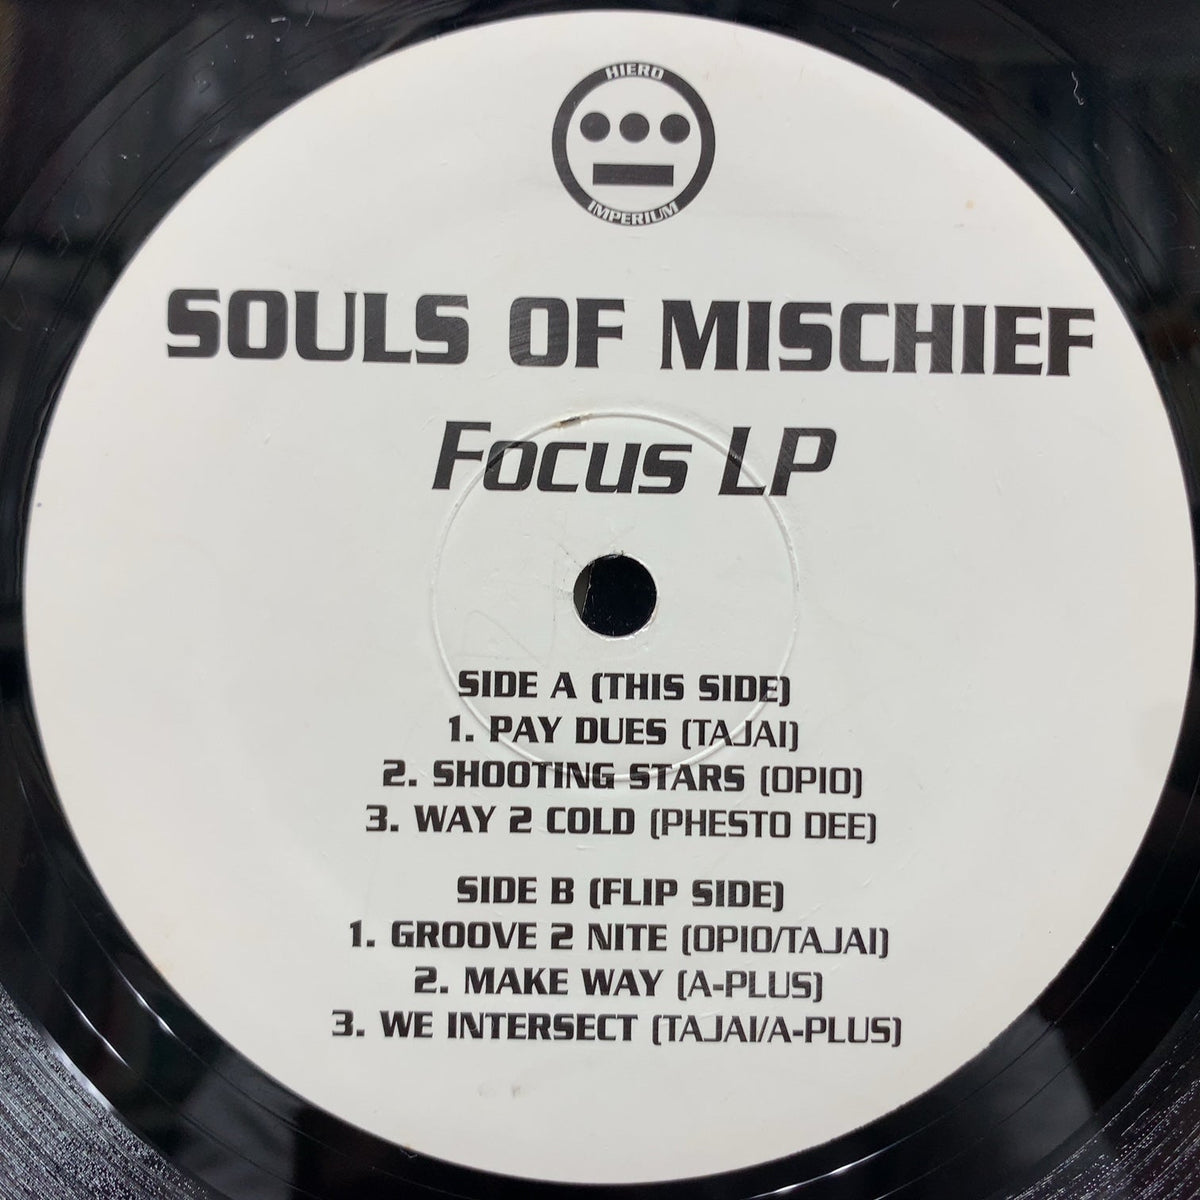 HIERO
IMPERIUM
SOULS OF MISCHIEF
FOCUS LP
SIDE A (THIS SIDE)
1. PAY DUES (TAJAI)
2. SHOOTING STARS (OPIO)
3. WAY 2 COLD (PHESTO DEE)
SIDE B (FLIP SIDE)
1. GROOVE 2 NITE (OPIO/TAJAI)
2. MAKE WAY (A-PLUS)
3. WE INTERSECT (TAJAI/A-PLUS)